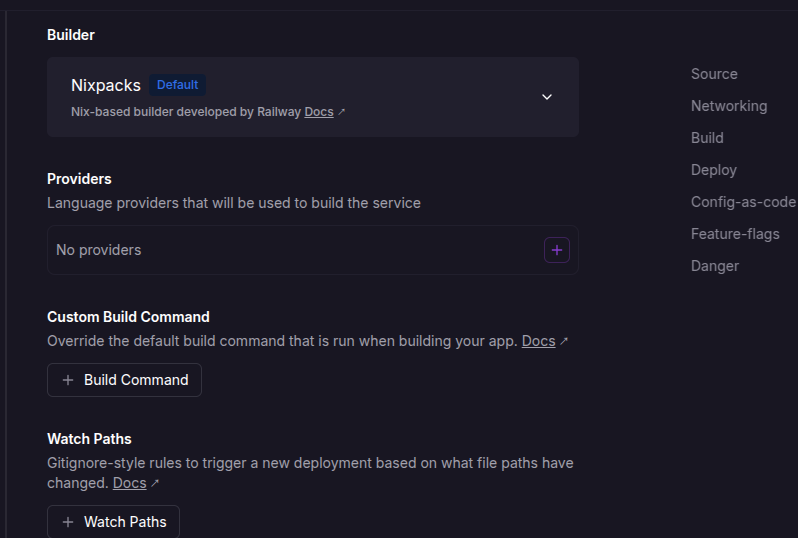 Builder
Nixpacks Default
Nix-based builder developed by Railway Docs ↗
Providers
Language providers that will be used to build the service
No providers
Custom Build Command
Override the default build command that is run when building your app. Docs ↗
+ Build Command
Watch Paths
Gitignore-style rules to trigger a new deployment based on what file paths have
changed. Docs ↗
+ Watch Paths
Source
Networking
Build
Deploy
Config-as-code
Feature-flags
Danger